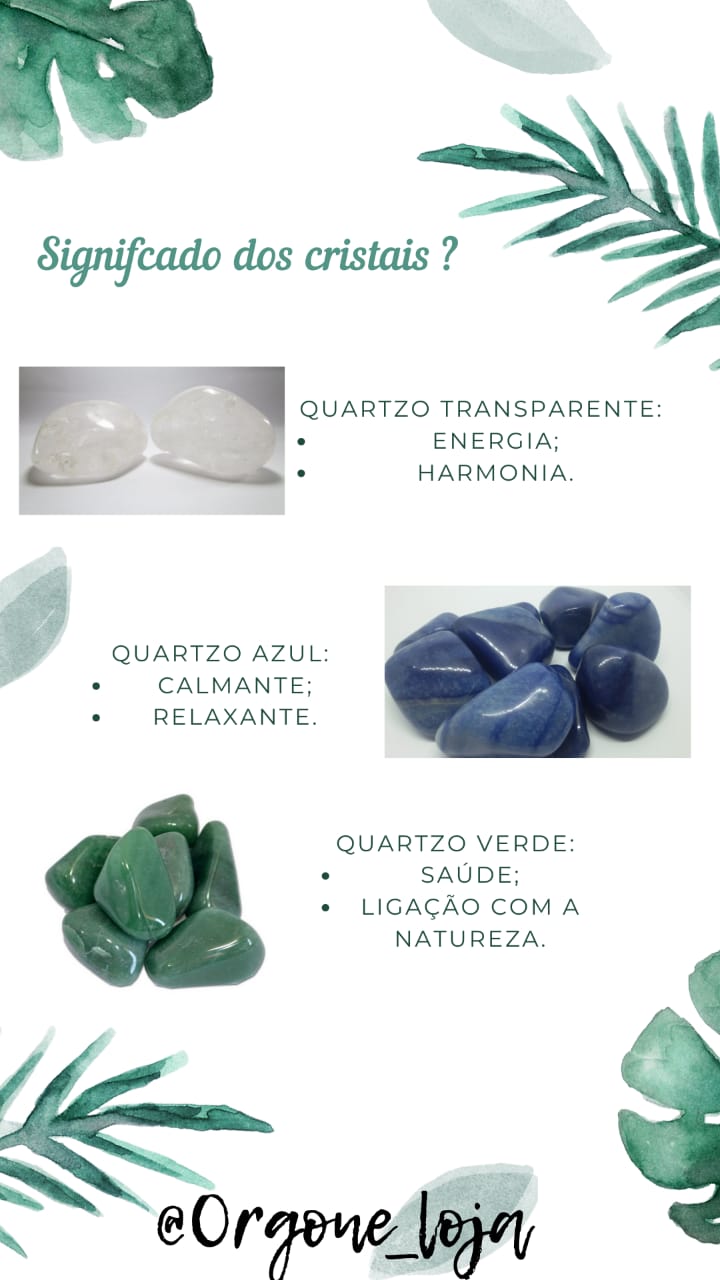 Signifcado dos cristais ?
QUARTZO TRANSPARENTE:
• ENERGIA;
• HARMONIA.
QUARTZO AZUL:
• CALMANTE;
• RELAXANTE.
QUARTZO VERDE:
• SAÚDE;
• LIGAÇÃO COM A
NATUREZA.
@Orgone_loja